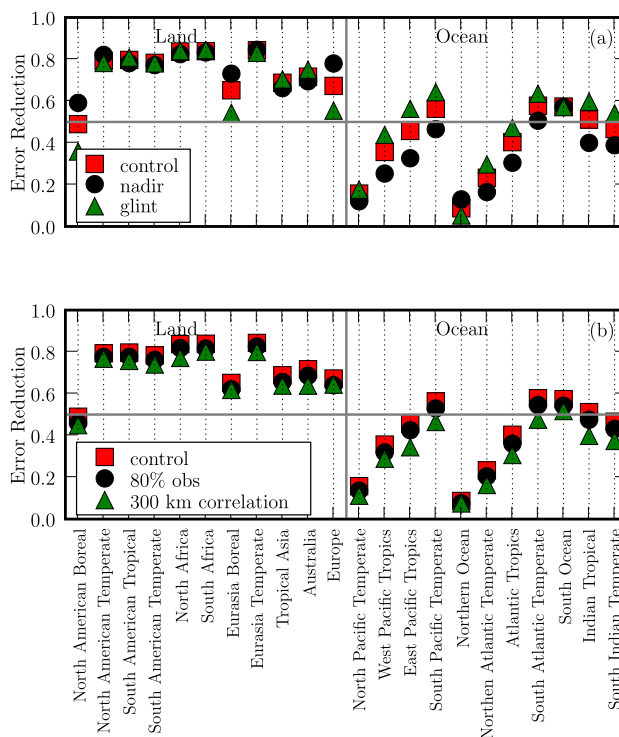 1.0
0.8
0.6
0.4
0.2
0.0
Error Reduction
Land
Ocean
(a)
control
nadir
glint
1.0
0.8
0.6
0.4
0.2
0.0
Error Reduction
Land
Ocean
(b)
control
80% obs
300 km correlation
North American Boreal
North American Temperate
South American Tropical
South American Temperate
North Africa
South Africa
Eurasia Boreal
Eurasia Temperate
Tropical Asia
Australia
Europe
North Pacific Temperate
West Pacific Tropics
East Pacific Tropics
South Pacific Temperate
Northern Ocean
Northen Atlantic Temperate
Atlantic Tropics
South Atlantic Temperate
South Ocean
Indian Tropical
South Indian Temperate